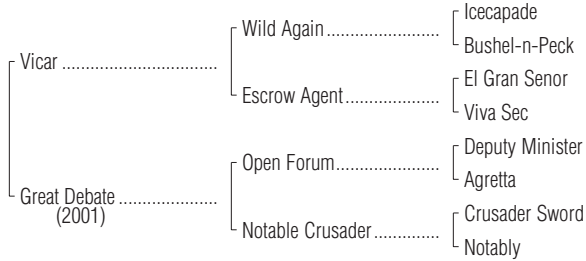 Icecapade
Wild Again
Bushel-n-Peck
Vicar
El Gran Senor
Escrow Agent
Viva Sec
Deputy Minister
Open Forum
Agretta
Great Debate
(2001)
Crusader Sword
Notable Crusader
Notably